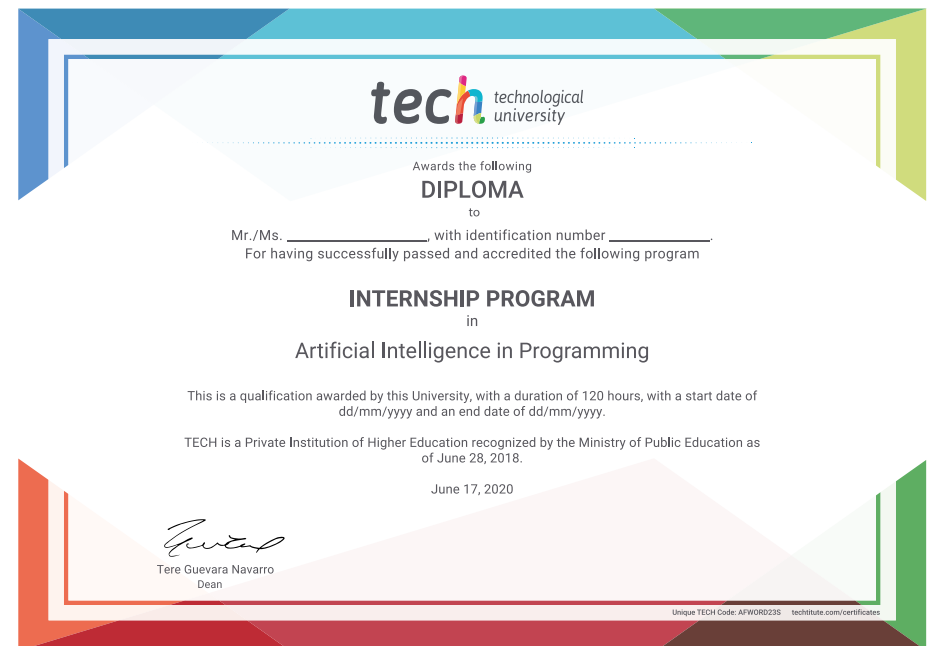 tech technological
university
Awards the following
DIPLOMA
to
Mr./Ms. ____________________, with identification number ______________.
For having successfully passed and accredited the following program
INTERNSHIP PROGRAM
in
Artificial Intelligence in Programming
This is a qualification awarded by this University, with a duration of 120 hours, with a start date of
dd/mm/yyyy and an end date of dd/mm/yyyy.
TECH is a Private Institution of Higher Education recognized by the Ministry of Public Education as
of June 28, 2018.
June 17, 2020
Tere Guevara Navarro
Dean
Unique TECH Code: AFWORD23S techtitute.com/certificates